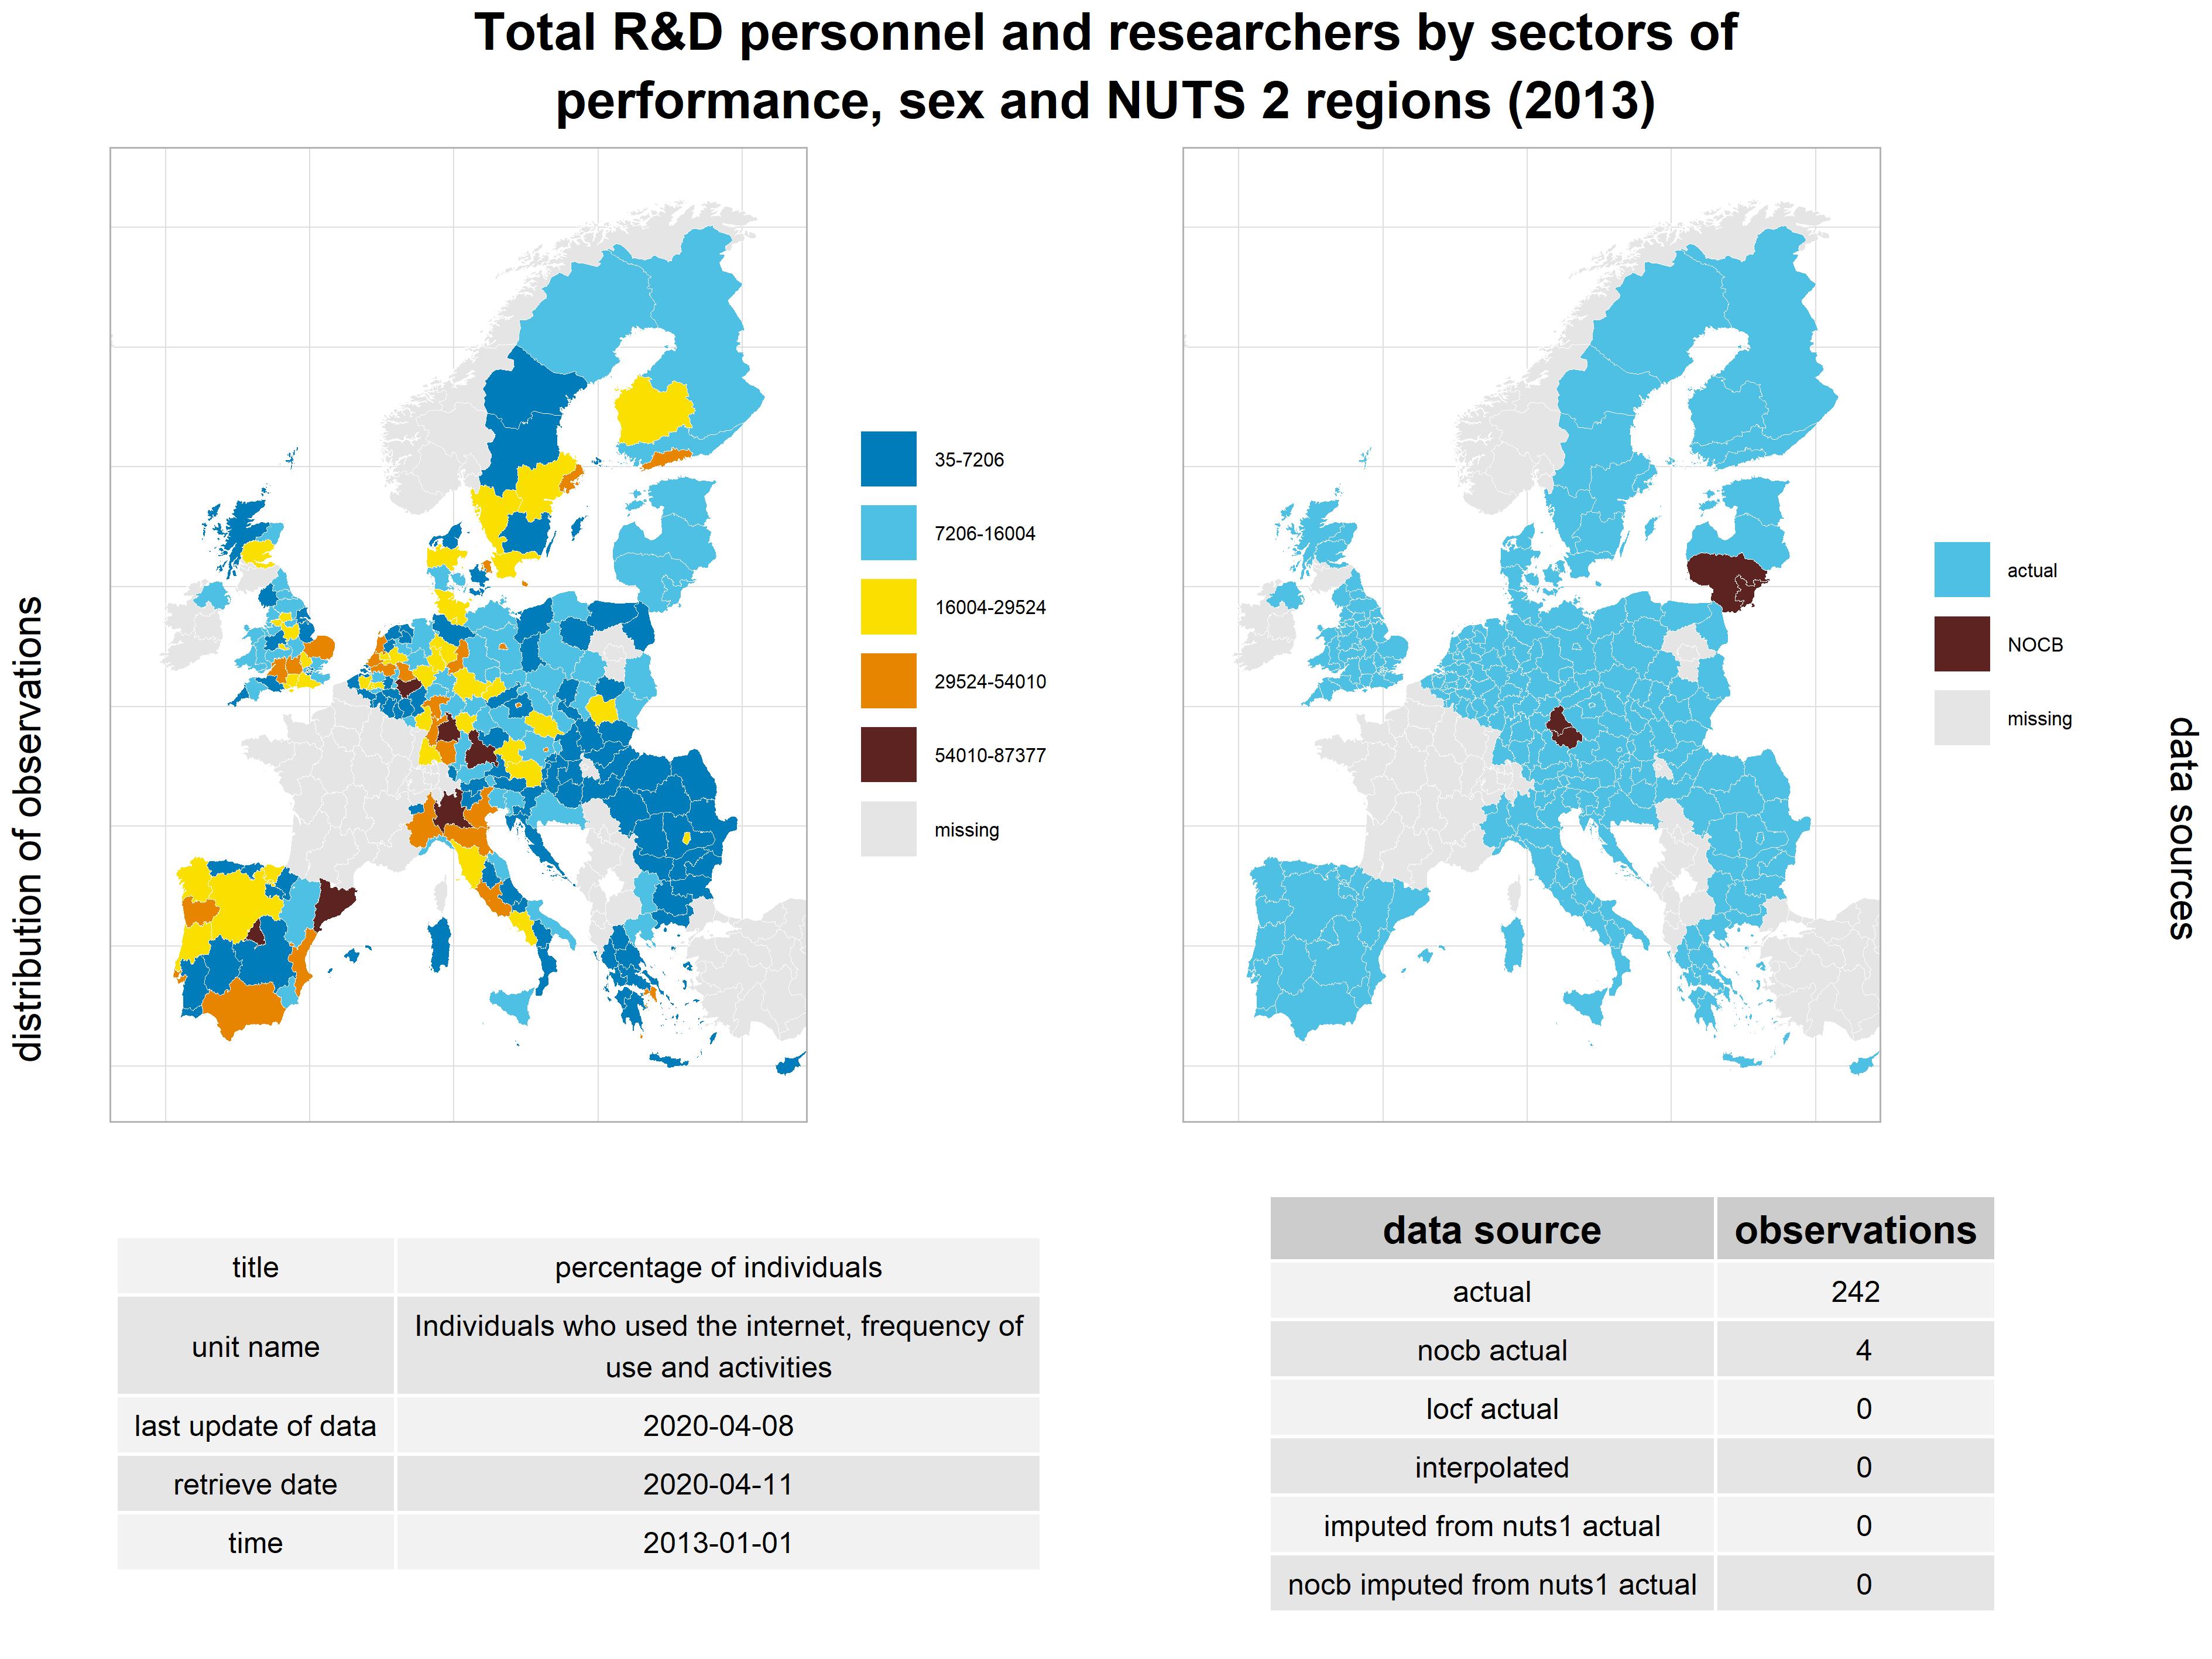 Total R&D personnel and researchers by sectors of
performance, sex and NUTS 2 regions (2013)
distribution of observations
35-7206
7206-16004
16004-29524
29524-54010
54010-87377
missing
actual
NOCB
missing
data sources
title percentage of individuals
unit name Individuals who used the internet, frequency of
use and activities
last update of data 2020-04-08
retrieve date 2020-04-11
time 2013-01-01
data source observations
actual 242
nocb actual 4
locf actual 0
interpolated 0
imputed from nuts1 actual 0
nocb imputed from nuts1 actual 0